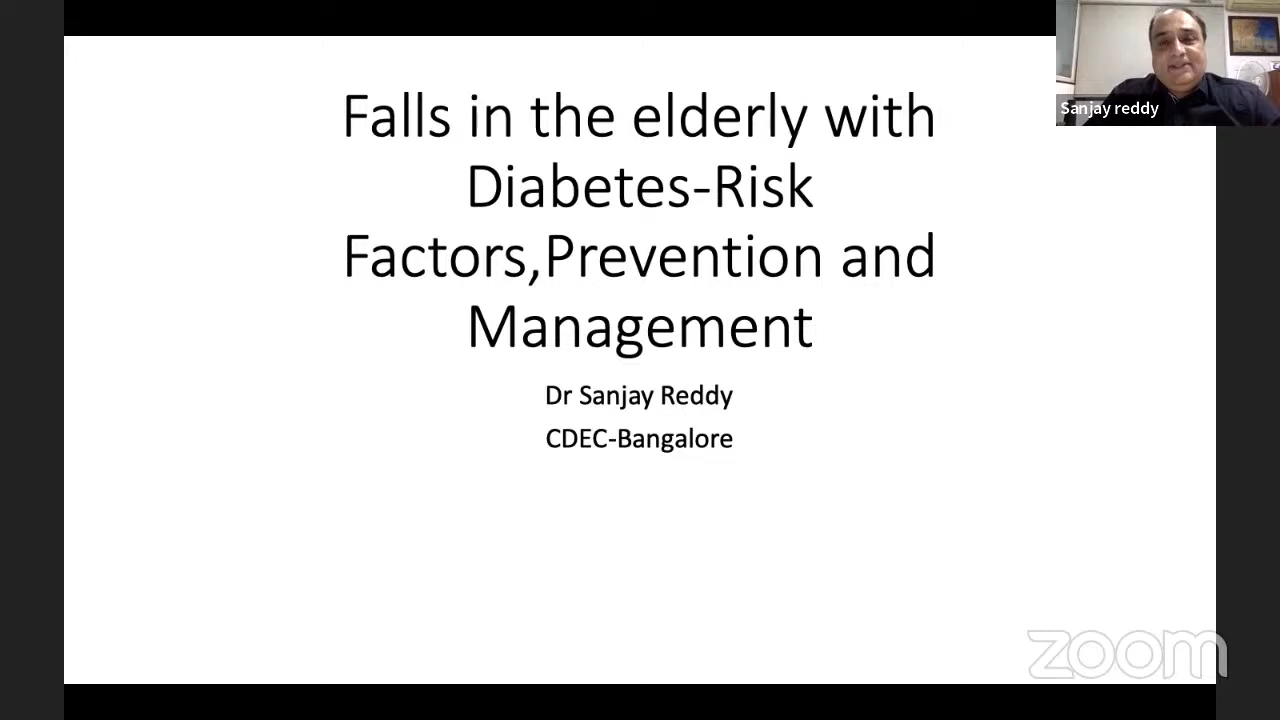 Falls in the elderly with
Diabetes-Risk
Factors,Prevention and
Management
Dr Sanjay Reddy
CDEC-Bangalore
Sanjay reddy
zoom